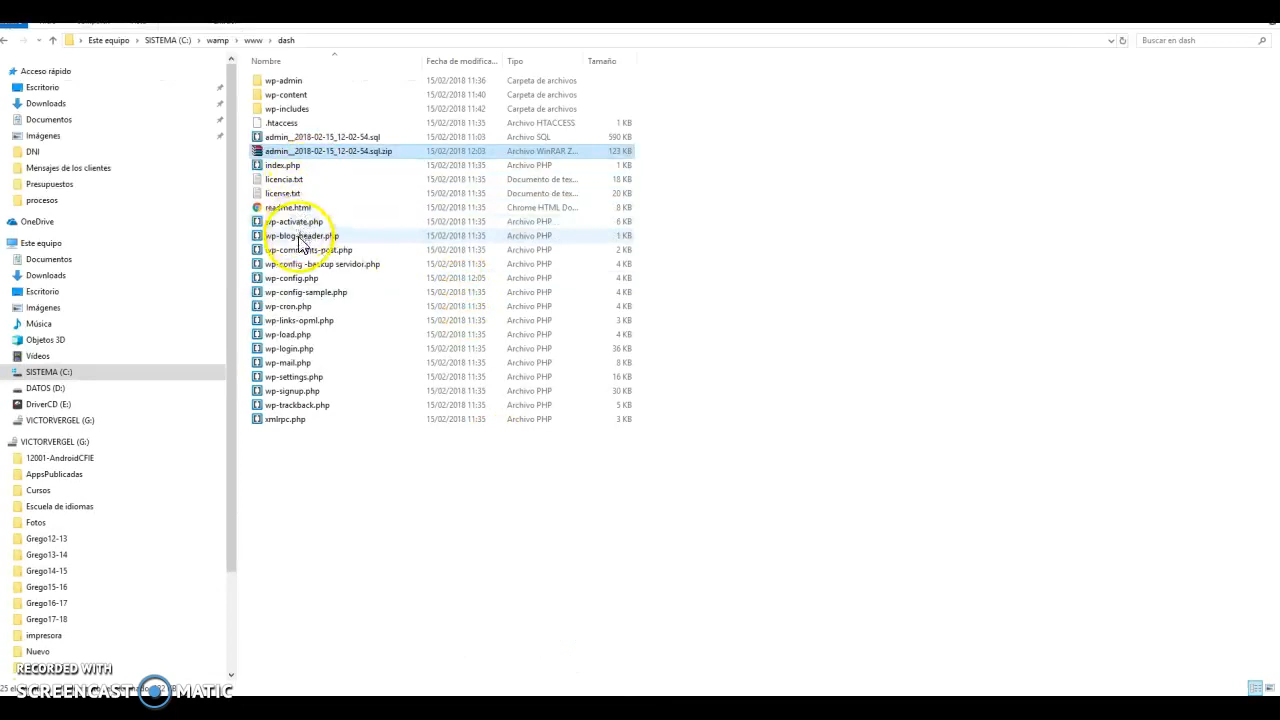 Este equipo > SISTEMA (C:) > wamp > www > dash
Buscar en dash
Nombre Fecha de modifica... Tipo Tamaño
Acceso rápido
Escritorio
Downloads
Documentos
Imágenes
DNI
Mensajes de los clientes
Presupuestos
procesos
OneDrive
Este equipo
Documentos
Downloads
Escritorio
Imágenes
Música
Objetos 3D
Vídeos
SISTEMA (C:)
DATOS (D:)
DriverCD (E:)
VICTORVERGEL (G:)
VICTORVERGEL (G:)
12001-AndroidCFIE
AppsPublicadas
Cursos
Escuela de idiomas
Fotos
Grego12-13
Grego13-14
Grego14-15
Grego15-16
Grego16-17
Grego17-18
impresora
Nuevo
wp-admin 15/02/2018 11:36 Carpeta de archivos
wp-content 15/02/2018 11:40 Carpeta de archivos
wp-includes 15/02/2018 11:42 Carpeta de archivos
.htaccess 15/02/2018 11:35 Archivo HTACCESS 1 KB
admin__2018-02-15_12-02-54.sql 15/02/2018 11:03 Archivo SQL 590 KB
admin__2018-02-15_12-02-54.sql.zip 15/02/2018 12:03 Archivo WinRAR Z... 123 KB
index.php 15/02/2018 11:35 Archivo PHP 1 KB
licencia.txt 15/02/2018 11:35 Documento de tex... 18 KB
license.txt 15/02/2018 11:35 Documento de tex... 20 KB
readme.html 15/02/2018 11:35 Chrome HTML Do... 8 KB
wp-activate.php 15/02/2018 11:35 Archivo PHP 6 KB
wp-blog-header.php 15/02/2018 11:35 Archivo PHP 1 KB
wp-comments-post.php 15/02/2018 11:35 Archivo PHP 2 KB
wp-config -backup servidor.php 15/02/2018 11:35 Archivo PHP 4 KB
wp-config.php 15/02/2018 12:05 Archivo PHP 4 KB
wp-config-sample.php 15/02/2018 11:35 Archivo PHP 4 KB
wp-cron.php 15/02/2018 11:35 Archivo PHP 4 KB
wp-links-opml.php 15/02/2018 11:35 Archivo PHP 3 KB
wp-load.php 15/02/2018 11:35 Archivo PHP 4 KB
wp-login.php 15/02/2018 11:35 Archivo PHP 36 KB
wp-mail.php 15/02/2018 11:35 Archivo PHP 8 KB
wp-settings.php 15/02/2018 11:35 Archivo PHP 16 KB
wp-signup.php 15/02/2018 11:35 Archivo PHP 30 KB
wp-trackback.php 15/02/2018 11:35 Archivo PHP 5 KB
xmlrpc.php 15/02/2018 11:35 Archivo PHP 3 KB
RECORDED WITH
SCREENCAST MATIC